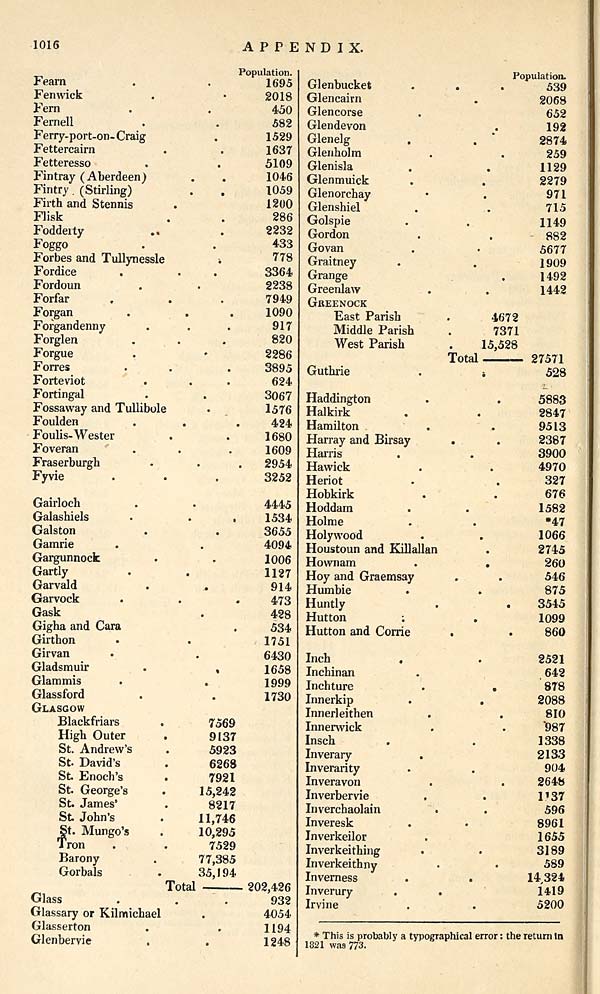 1016
APPENDIX.
Population.
Fearn 1695
Fenwick 2018
Fern 450
Fernell 582
Ferry-port-on-Craig 1529
Fettercairn 1637
Fetteresso 5109
Fintray (Aberdeen) 1046
Fintry (Stirling) 1059
Firth and Stennis 1200
Flisk 286
Fodderty 2232
Foggo 433
Forbes and Tullynessle 778
Fordice 3364
Fordoun 2238
Forfar 7949
Forgan 1090
Forgandenny 917
Forglen 820
Forgue 2286
Forres 3895
Forteviot 624
Fortingal 3067
Fossaway and Tullibole 1576
Foulden 424
Foulis-Wester 1680
Foveran 1609
Fraserburgh 2954
Fyvie 3252
Gairloch 4445
Galashiels 1534
Galston 3655
Gamrie 4094
Gargunnock 1006
Gartly 1127
Garvald 914
Garvock 473
Gask 428
Gigha and Cara 534
Girthon 1751
Girvan 6430
Gladsmuir 1658
Glammis 1999
Glassford 1730
GLASGOW
Blackfriars 7569
High Outer 9137
St. Andrew's 5923
St. David's 6268
St. Enoch's 7921
St. George's 15,242
St. James' 8217
St. John's 11,746
St. Mungo's 10,295
Tron 7529
Barony 77,385
Gorbals 35,194
Total —— 202,426
Glass 932
Glassary or Kilmichael 4054
Glasserton 1194
Glenbervie 1248
Population.
Glenbucket 539
Glencairn 2068
Glencorse 652
Glendevon 192
Glenelg 2874
Glenholm 259
Glenisla 1129
Glenmuick 2279
Glenorchay 971
Glenshiel 715
Golspie 1149
Gordon 882
Govan 5677
Graitney 1909
Grange 1492
Greenlaw 1442
GREENOCK
East Parish 4672
Middle Parish 7371
West Parish 15,528
Total —— 27571
Guthrie 528
Haddington 5883
Halkirk 2847
Hamilton 9513
Harray and Birsay 2387
Harris 3900
Hawick 4970
Heriot 327
Hobkirk 676
Hoddam 1582
Holme *47
Holywood 1066
Houstoun and Killallan 2745
Hownam 260
Hoy and Graemsay 546
Humbie 875
Huntly 3545
Hutton 1099
Hutton and Corrie 860
Inch 2521
Inchinan 642
Inchture 878
Innerkip 2088
Innerleithen 810
Innerwick 987
Insch 1338
Inverary 2133
Inverarity 904
Inveravon 2648
Inverbervie 1137
Inverchaolain 596
Inveresk 8961
Inverkeilor 1655
Inverkeithing 3189
Inverkeithny 589
Inverness 14,324
Inverury 1419
Irvine 5200
* This is probably a typographical error: the return in
1821 was 773.